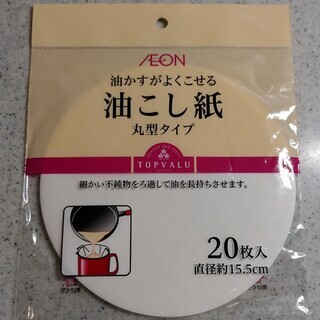 ÆON
油かすがよくこせる
油こし紙
丸型タイプ
TOPVALU
細かい不純物をろ過して油を長持ちさせます。
20枚入
直径約15.5cm